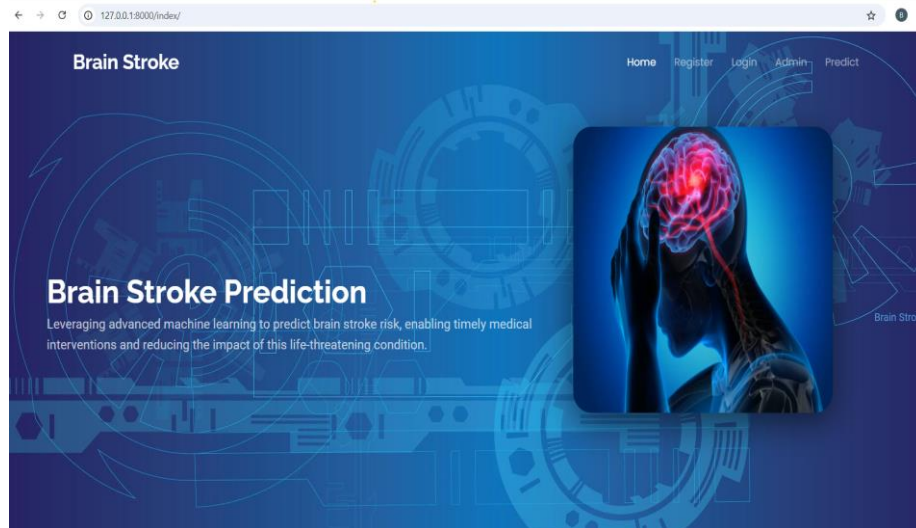 127.0.0.1:8000/index/
B
Brain Stroke
Home Register Login Admin Predict
Brain Stroke Prediction
Leveraging advanced machine learning to predict brain stroke risk, enabling timely medical
interventions and reducing the impact of this life-threatening condition.
Brain Stro